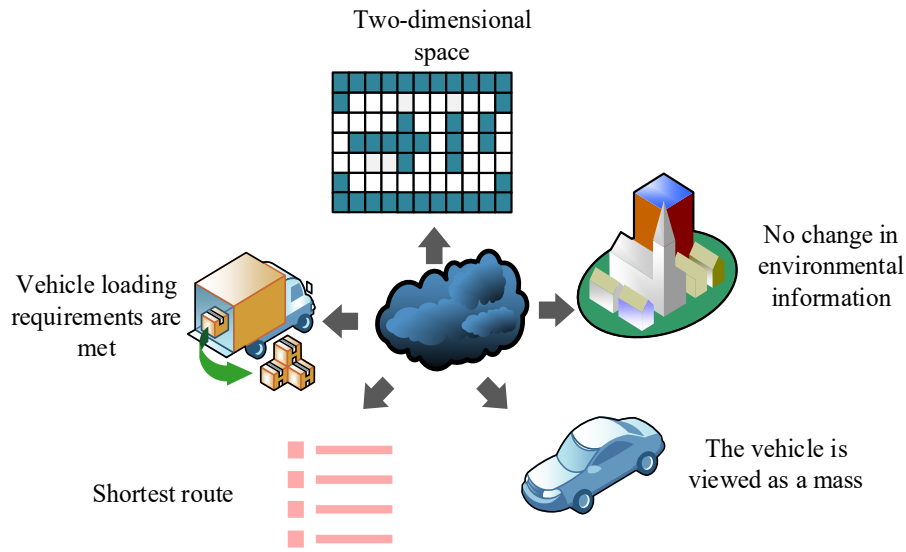 Two-dimensional
space
No change in
environmental
information
Vehicle loading
requirements are
met
The vehicle is
viewed as a mass
Shortest route